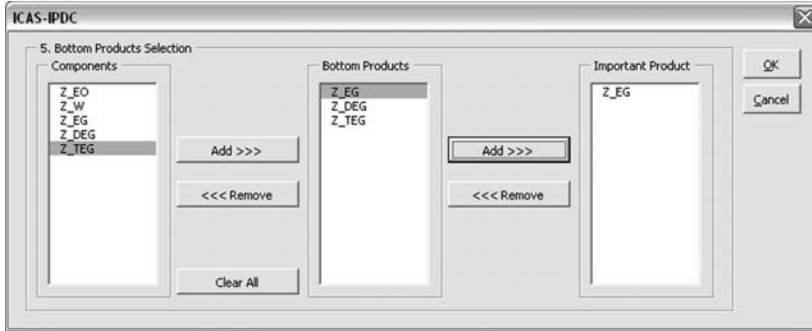 ICAS-IPDC
5. Bottom Products Selection
Components
Z_EO
Z_W
Z_EG
Z_DEG
Z_TEG
Add >>>
<<< Remove
Clear All
Bottom Products
Z_EG
Z_DEG
Z_TEG
Add >>>
<<< Remove
Important Product
Z_EG
OK
Cancel